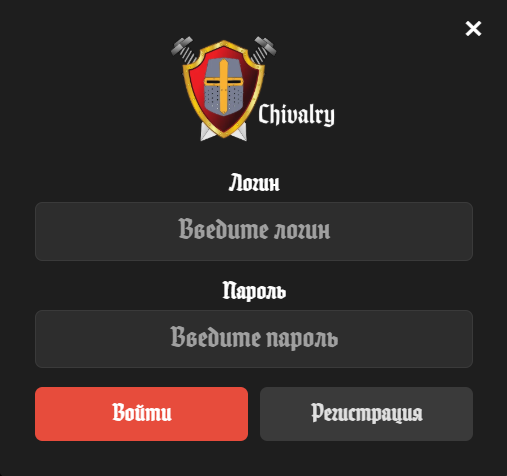 Chivalry
Логин
Введите логин
Пароль
Введите пароль
Войти
Регистрация